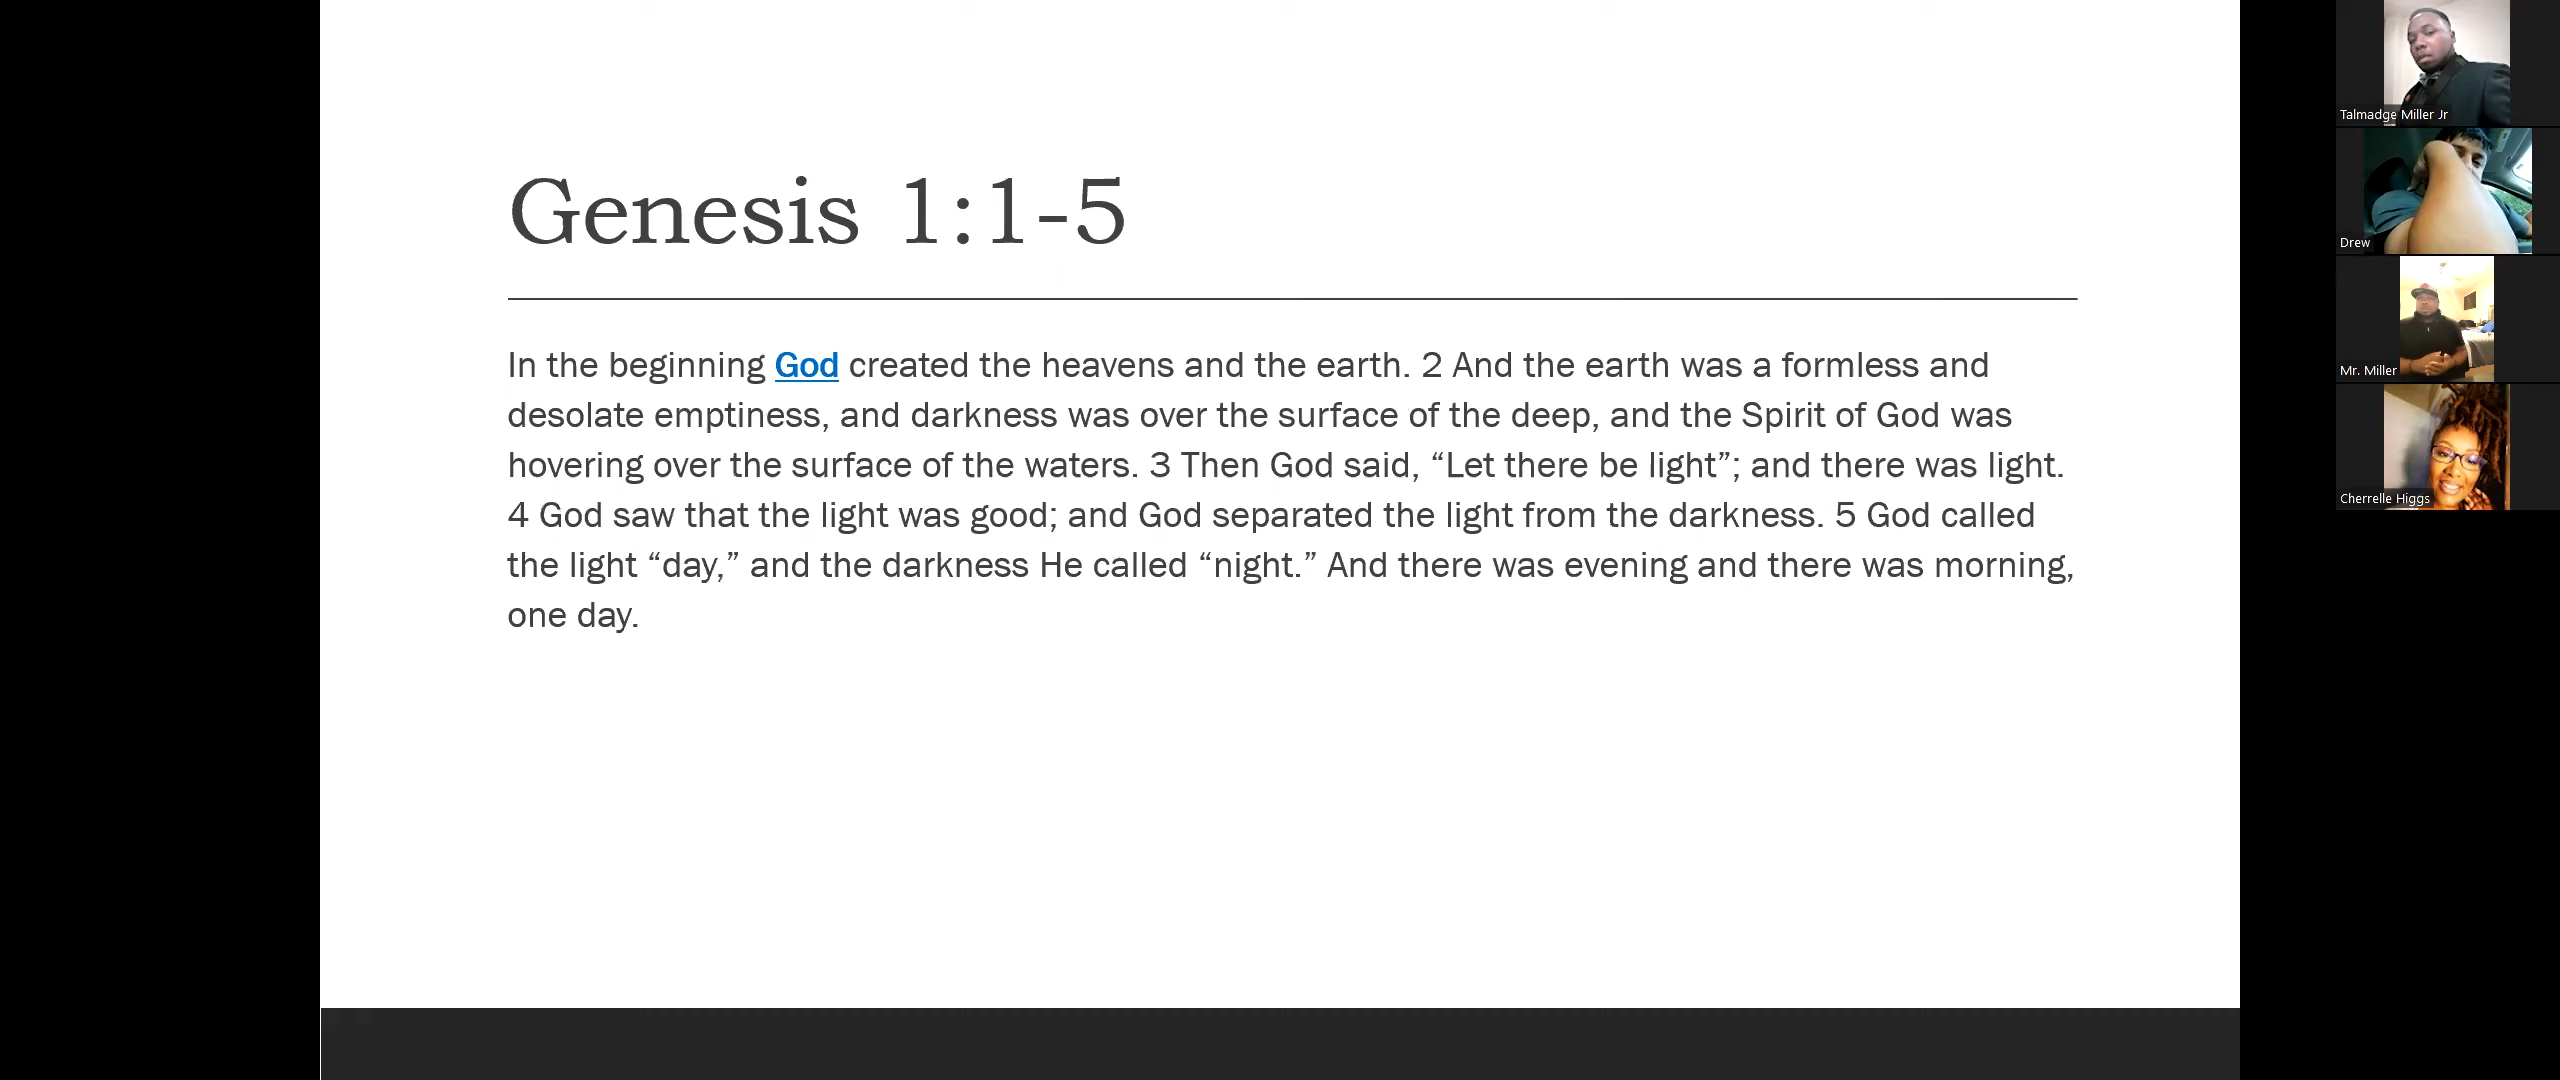 Genesis 1:1-5
In the beginning God created the heavens and the earth. 2 And the earth was a formless and
desolate emptiness, and darkness was over the surface of the deep, and the Spirit of God was
hovering over the surface of the waters. 3 Then God said, “Let there be light”; and there was light.
4 God saw that the light was good; and God separated the light from the darkness. 5 God called
the light “day,” and the darkness He called “night.” And there was evening and there was morning,
one day.
Talmadge Miller Jr
Drew
Mr. Miller
Cherrelle Higgs